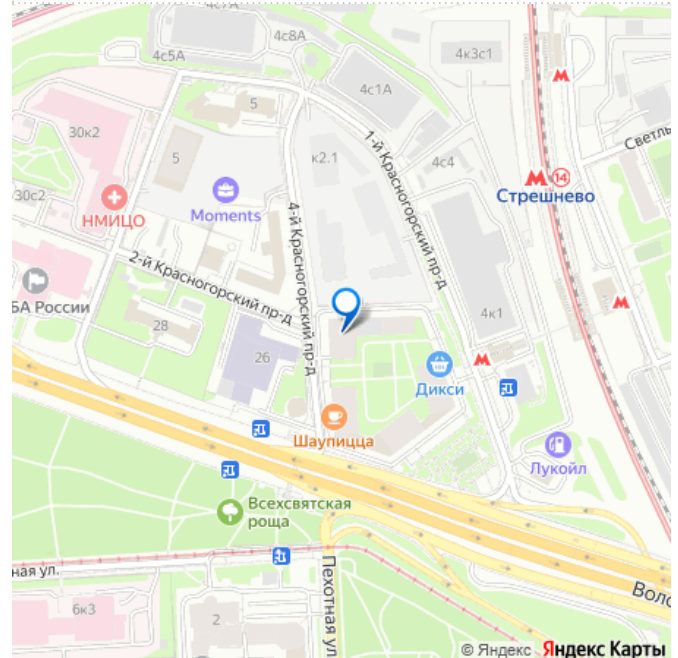 4с7А
4с8А
4с5А
4к3с1
5
4с1А
30к2
5
к2.1
1-й Красногорский пр-д
4с4
Светлы
14
Стрешнево
Moments
НМИЦО
30с2
4-й Красногорский пр-д
2-й Красногорский пр-д
БА России
28
4к1
26
Дикси
Шаупицца
Лукойл
Всехсвятская
роща
ная ул.
Пехотная ул
Воло
6к3
2
© Яндекс Яндекс Карты